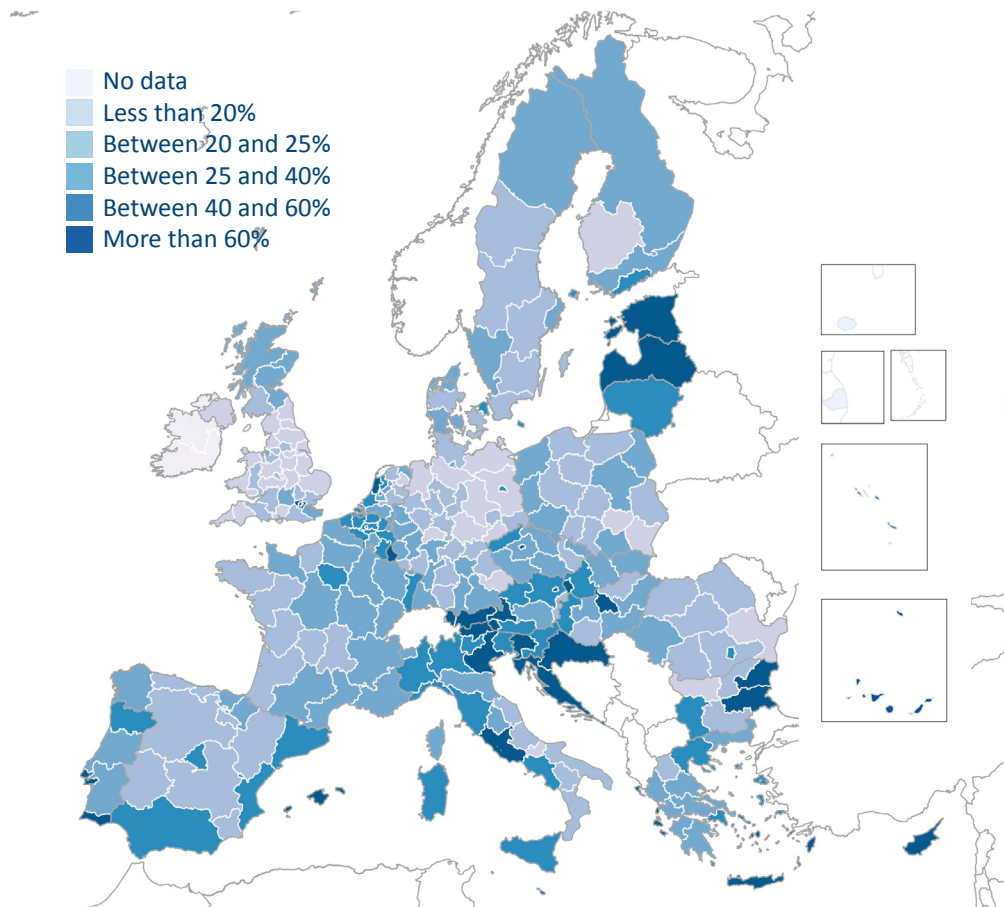 No data
Less than 20%
Between 20 and 25%
Between 25 and 40%
Between 40 and 60%
More than 60%